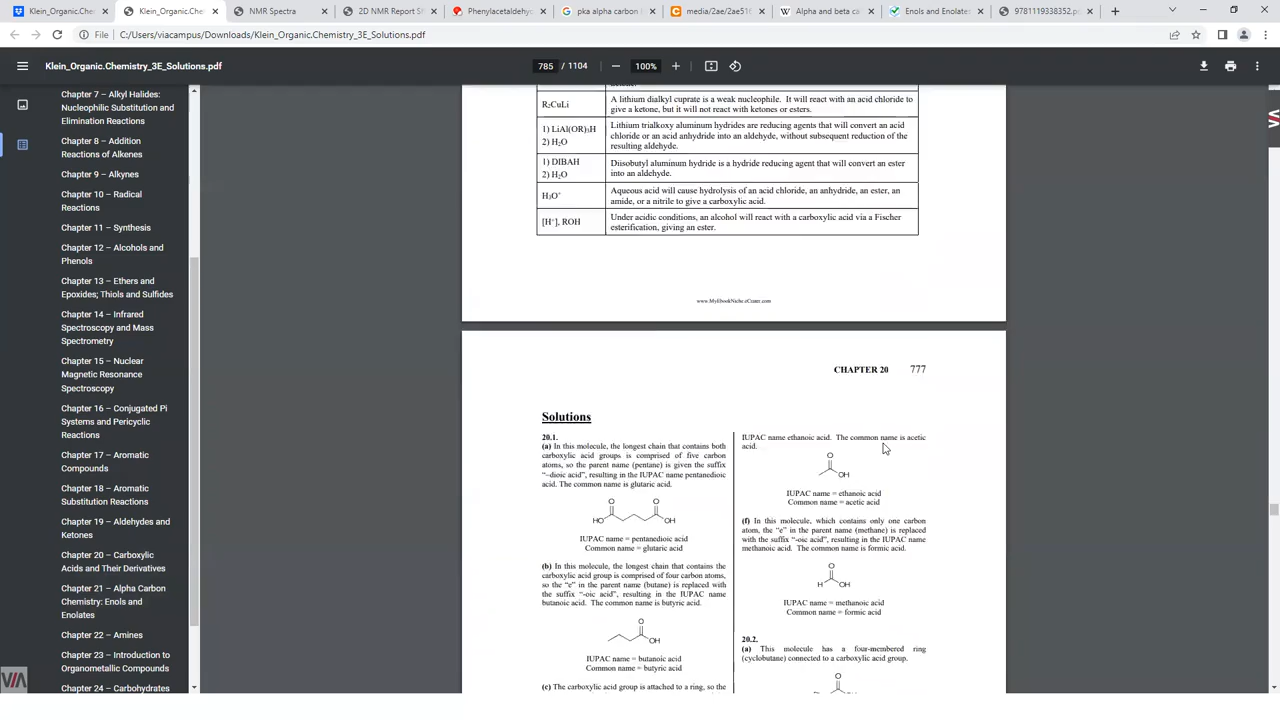 Klein_Organic.Chemis
Klein_Organic.Che
NMR Spectra
2D NMR Report S
Phenylacetaldehy
pka alpha carbon
media/2ae/2ae516
Alpha and beta c
Enols and Enolate
9781119338352.p
File | C:/Users/viacampus/Downloads/Klein_Organic.Chemistry_3E_Solutions.pdf
Klein_Organic.Chemistry_3E_Solutions.pdf
785 / 1104
100%
Chapter 7 – Alkyl Halides:
Nucleophilic Substitution and
Elimination Reactions
Chapter 8 – Addition
Reactions of Alkenes
Chapter 9 – Alkynes
Chapter 10 – Radical
Reactions
Chapter 11 – Synthesis
Chapter 12 – Alcohols and
Phenols
Chapter 13 – Ethers and
Epoxides; Thiols and Sulfides
Chapter 14 – Infrared
Spectroscopy and Mass
Spectrometry
Chapter 15 – Nuclear
Magnetic Resonance
Spectroscopy
Chapter 16 – Conjugated Pi
Systems and Pericyclic
Reactions
Chapter 17 – Aromatic
Compounds
Chapter 18 – Aromatic
Substitution Reactions
Chapter 19 – Aldehydes and
Ketones
Chapter 20 – Carboxylic
Acids and Their Derivatives
Chapter 21 – Alpha Carbon
Chemistry: Enols and
Enolates
Chapter 22 – Amines
Chapter 23 – Introduction to
Organometallic Compounds
Chapter 24 – Carbohydrates
VIA
R₂CuLi
A lithium dialkyl cuprate is a weak nucleophile. It will react with an acid chloride to
give a ketone, but it will not react with ketones or esters.
1) LiAl(OR)₃H
2) H₂O
Lithium trialkoxy aluminum hydrides are reducing agents that will convert an acid
chloride or an acid anhydride into an aldehyde, without subsequent reduction of the
resulting aldehyde.
1) DIBAH
2) H₂O
Diisobutyl aluminum hydride is a hydride reducing agent that will convert an ester
into an aldehyde.
H₃O⁺
Aqueous acid will cause hydrolysis of an acid chloride, an anhydride, an ester, an
amide, or a nitrile to give a carboxylic acid.
[H⁺], ROH
Under acidic conditions, an alcohol will react with a carboxylic acid via a Fischer
esterification, giving an ester.
www.MyEbookNiche.eCrater.com
CHAPTER 20 777
Solutions
20.1.
(a) In this molecule, the longest chain that contains both
carboxylic acid groups is comprised of five carbon
atoms, so the parent name (pentane) is given the suffix
“–dioic acid”, resulting in the IUPAC name pentanedioic
acid. The common name is glutaric acid.
O O
HO OH
IUPAC name = pentanedioic acid
Common name = glutaric acid
(b) In this molecule, the longest chain that contains the
carboxylic acid group is comprised of four carbon atoms,
so the “e” in the parent name (butane) is replaced with
the suffix “-oic acid”, resulting in the IUPAC name
butanoic acid. The common name is butyric acid.
O
OH
IUPAC name = butanoic acid
Common name = butyric acid
(c) The carboxylic acid group is attached to a ring, so the
IUPAC name ethanoic acid. The common name is acetic
acid.
O
OH
IUPAC name = ethanoic acid
Common name = acetic acid
(f) In this molecule, which contains only one carbon
atom, the “e” in the parent name (methane) is replaced
with the suffix “-oic acid”, resulting in the IUPAC name
methanoic acid. The common name is formic acid.
O
H OH
IUPAC name = methanoic acid
Common name = formic acid
20.2.
(a) This molecule has a four-membered ring
(cyclobutane) connected to a carboxylic acid group.
O